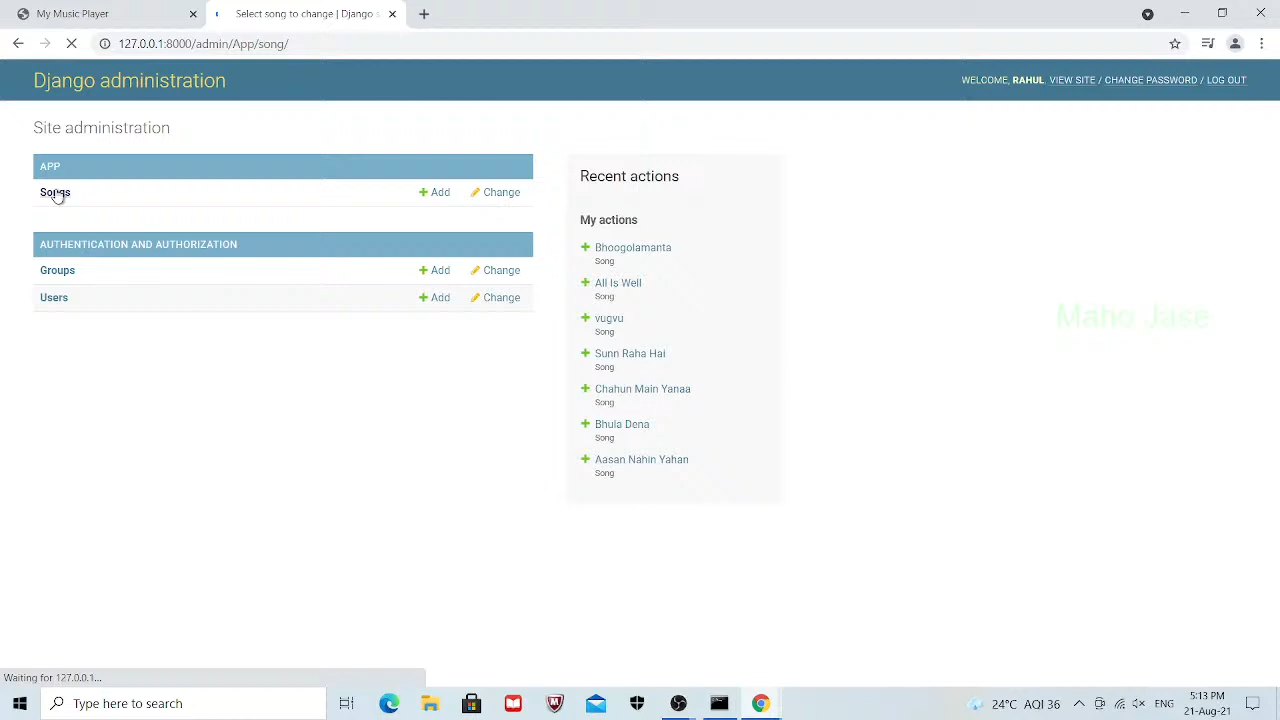 My Music Player
Select song to change | Django s
127.0.0.1:8000/admin/App/song/
Django administration
WELCOME, RAHUL. VIEW SITE / CHANGE PASSWORD / LOG OUT
Site administration
APP
Songs
Add
Change
AUTHENTICATION AND AUTHORIZATION
Groups
Add
Change
Users
Add
Change
Recent actions
My actions
Bhoogolamanta
Song
All Is Well
Song
vugvu
Song
Sunn Raha Hai
Song
Chahun Main Yanaa
Song
Bhula Dena
Song
Aasan Nahin Yahan
Song
Maho Jase
Waiting for 127.0.0.1...
Type here to search
24°C AQI 36
ENG
5:13 PM
21-Aug-21